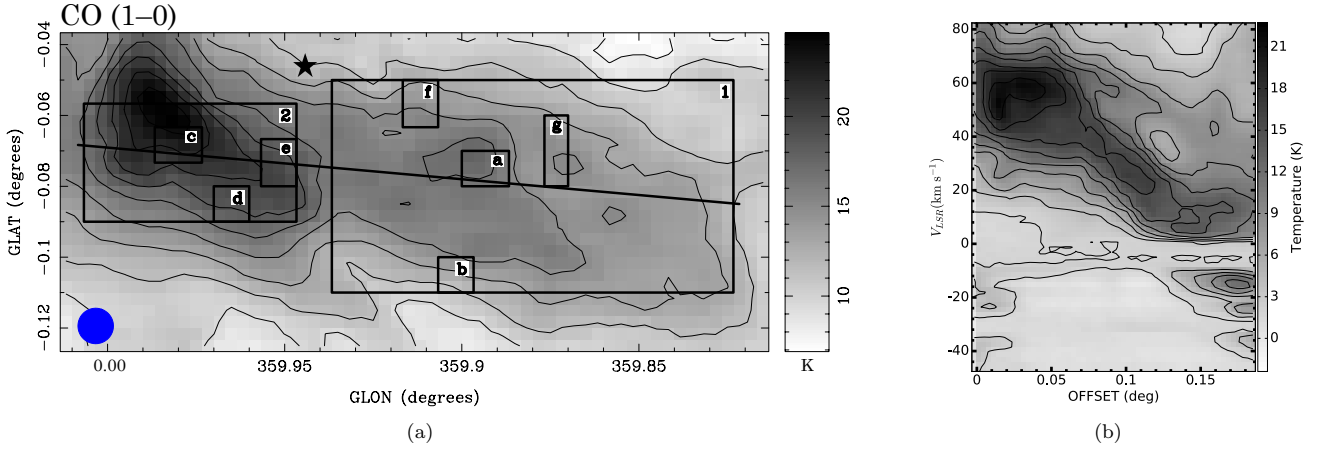 CO (1–0)
GLAT (degrees)
−0.04
−0.06
−0.08
−0.1
−0.12
f
1
2
g
c
e
a
d
b
0.00
359.95
359.9
359.85
GLON (degrees)
20
15
10
K
(a)
V_{LSR}(km s⁻¹)
80
60
40
20
0
-20
-40
0
0.05
0.1
0.15
OFFSET (deg)
21
18
15
12
9
6
3
0
Temperature (K)
(b)